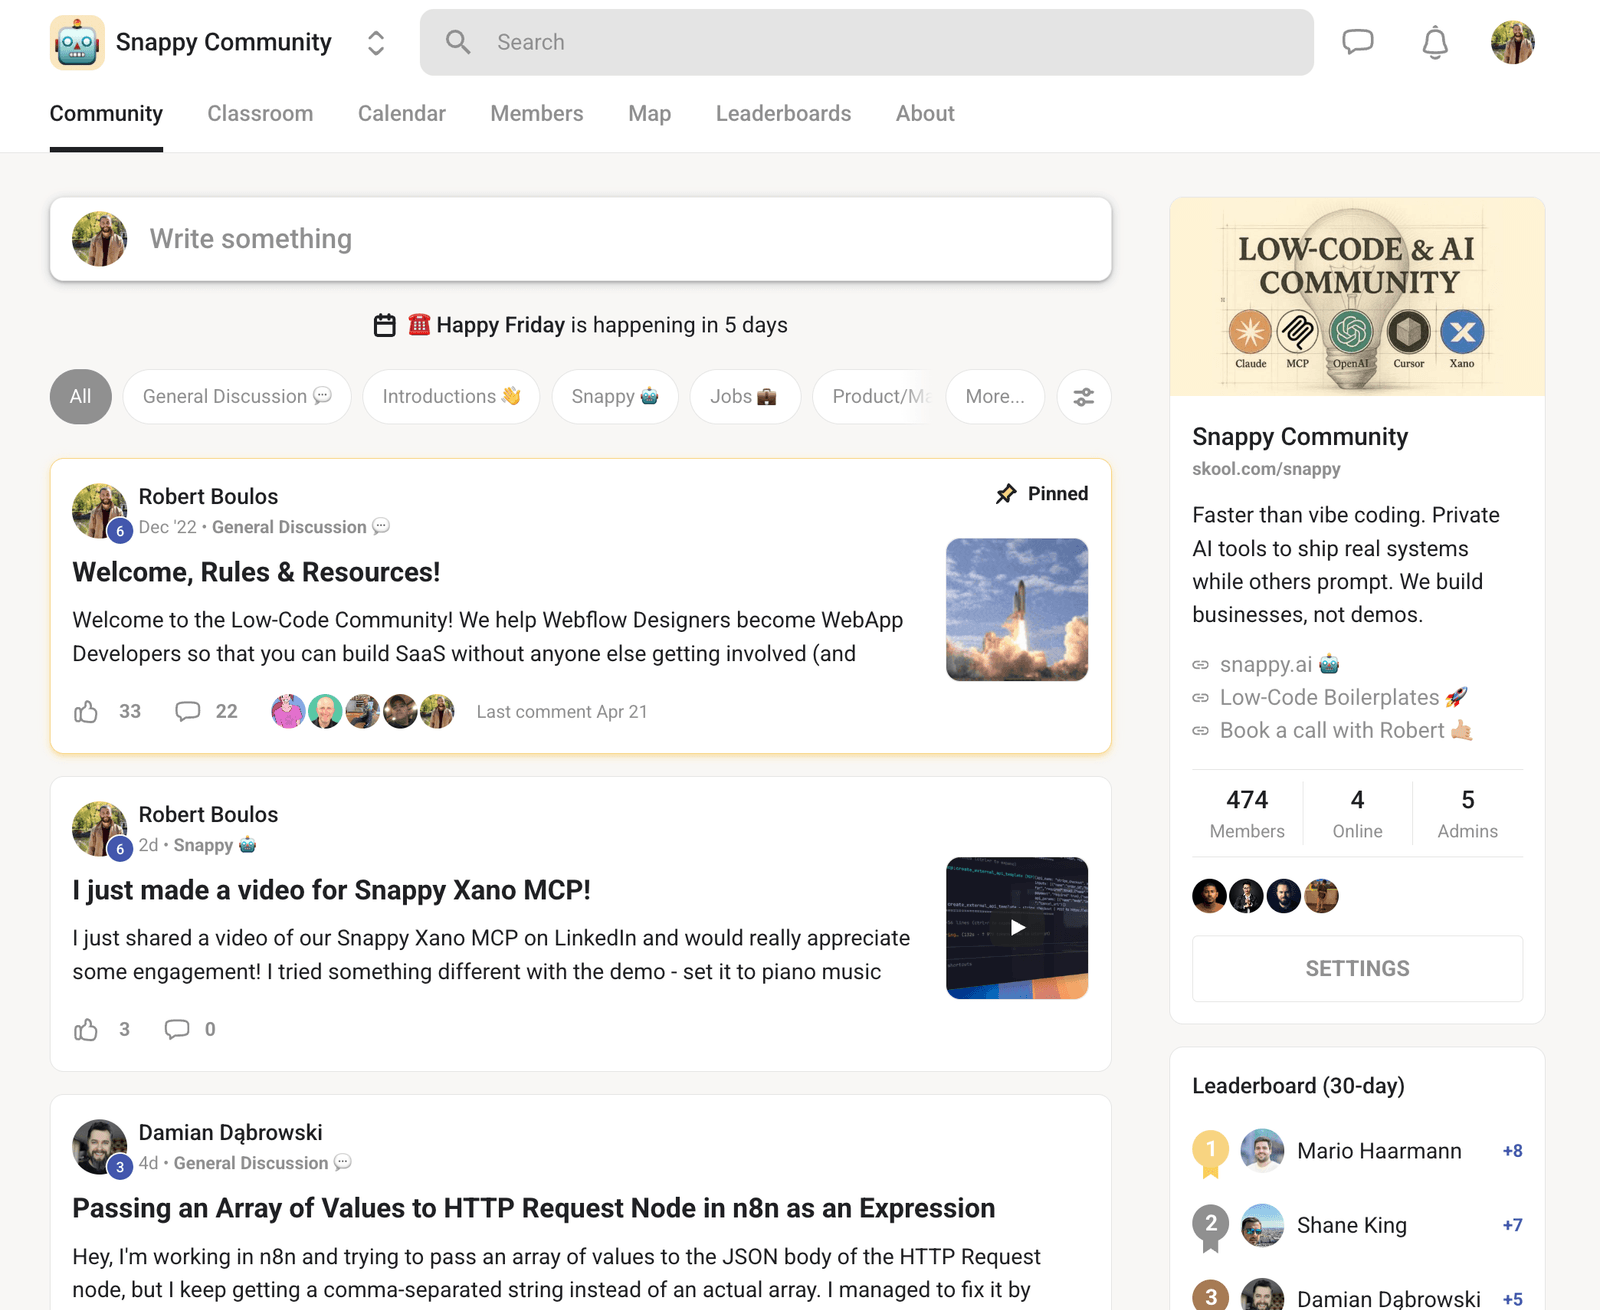 Snappy Community
Search
Community
Classroom
Calendar
Members
Map
Leaderboards
About
Write something
Happy Friday is happening in 5 days
All
General Discussion
Introductions
Snappy
Jobs
Product/Ma
More...
Robert Boulos
6
Dec '22 • General Discussion
Pinned
Welcome, Rules & Resources!
Welcome to the Low-Code Community! We help Webflow Designers become WebApp
Developers so that you can build SaaS without anyone else getting involved (and
33
22
Last comment Apr 21
Robert Boulos
6
2d • Snappy
I just made a video for Snappy Xano MCP!
I just shared a video of our Snappy Xano MCP on LinkedIn and would really appreciate
some engagement! I tried something different with the demo - set it to piano music
3
0
Damian Dąbrowski
3
4d • General Discussion
Passing an Array of Values to HTTP Request Node in n8n as an Expression
Hey, I'm working in n8n and trying to pass an array of values to the JSON body of the HTTP Request
node, but I keep getting a comma-separated string instead of an actual array. I managed to fix it by
LOW-CODE & AI
COMMUNITY
Claude
MCP
OpenAI
Cursor
Xano
Snappy Community
skool.com/snappy
Faster than vibe coding. Private
AI tools to ship real systems
while others prompt. We build
businesses, not demos.
snappy.ai
Low-Code Boilerplates
Book a call with Robert
474
Members
4
Online
5
Admins
SETTINGS
Leaderboard (30-day)
1
Mario Haarmann
+8
2
Shane King
+7
3
Damian Dąbrowski
+5